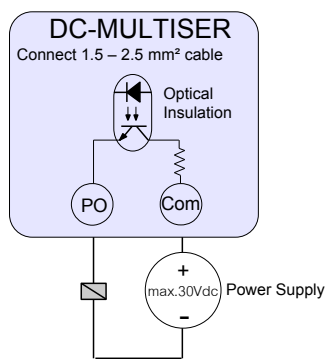 DC-MULTISER
Connect 1.5 – 2.5 mm² cable
Optical
Insulation
PO
Com
+
max.30Vdc
Power Supply
-